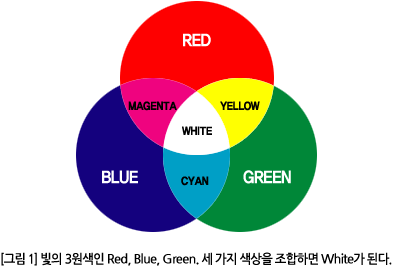 RED
MAGENTA
YELLOW
WHITE
BLUE
CYAN
GREEN
[그림 1] 빛의 3원색인 Red, Blue, Green. 세 가지 색상을 조합하면 White가 된다.